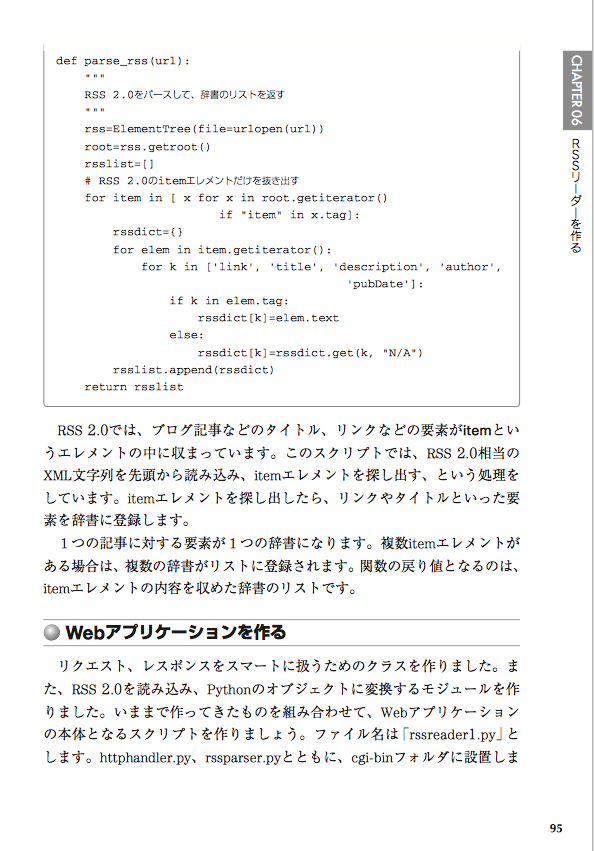 def parse_rss(url):
    """
    RSS 2.0をパースして、辞書のリストを返す
    """
    rss=ElementTree(file=urlopen(url))
    root=rss.getroot()
    rsslist=[]
    # RSS 2.0のitemエレメントだけを抜き出す
    for item in [ x for x in root.getiterator()
                       if "item" in x.tag]:
        rssdict={}
        for elem in item.getiterator():
            for k in ['link', 'title', 'description', 'author',
                                         'pubDate']:
                if k in elem.tag:
                    rssdict[k]=elem.text
                else:
                    rssdict[k]=rssdict.get(k, "N/A")
        rsslist.append(rssdict)
    return rsslist
RSS 2.0では、ブログ記事などのタイトル、リンクなどの要素がitemとい
うエレメントの中に収まっています。このスクリプトでは、RSS 2.0相当の
XML文字列を先頭から読み込み、itemエレメントを探し出す、という処理を
しています。itemエレメントを探し出したら、リンクやタイトルといった要
素を辞書に登録します。
１つの記事に対する要素が１つの辞書になります。複数itemエレメントが
ある場合は、複数の辞書がリストに登録されます。関数の戻り値となるのは、
itemエレメントの内容を収めた辞書のリストです。
Webアプリケーションを作る
リクエスト、レスポンスをスマートに扱うためのクラスを作りました。ま
た、RSS 2.0を読み込み、Pythonのオブジェクトに変換するモジュールを作
りました。いままで作ってきたものを組み合わせて、Webアプリケーション
の本体となるスクリプトを作りましょう。ファイル名は「rssreader1.py」と
します。httphandler.py、rssparser.pyとともに、cgi-binフォルダに設置しま
CHAPTER 06
RSSリーダーを作る
95